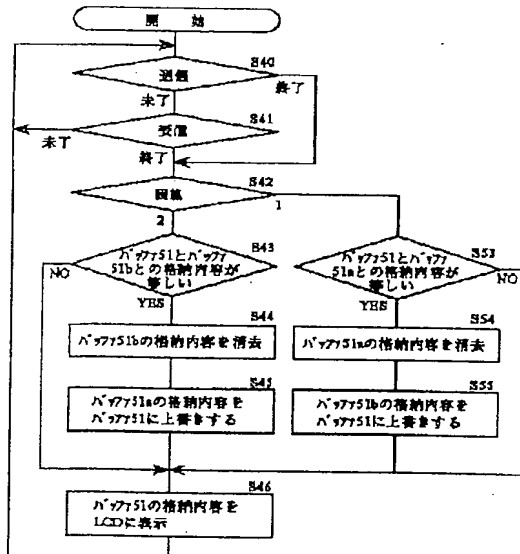 開 始
送信
S40
終了
未了
受信
S41
未了
終了
S42
2
1
ﾊﾞｯﾌｧ51とﾊﾞｯﾌｧ
51bとの格納内容が
等しい
S43
NO
YES
ﾊﾞｯﾌｧ51とﾊﾞｯﾌｧ
51aとの格納内容が
等しい
S53
NO
YES
S44
ﾊﾞｯﾌｧ51bの格納内容を消去
S54
ﾊﾞｯﾌｧ51aの格納内容を消去
S45
ﾊﾞｯﾌｧ51aの格納内容を
ﾊﾞｯﾌｧ51に上書きする
S55
ﾊﾞｯﾌｧ51bの格納内容を
ﾊﾞｯﾌｧ51に上書きする
S46
ﾊﾞｯﾌｧ51の格納内容を
LCDに表示